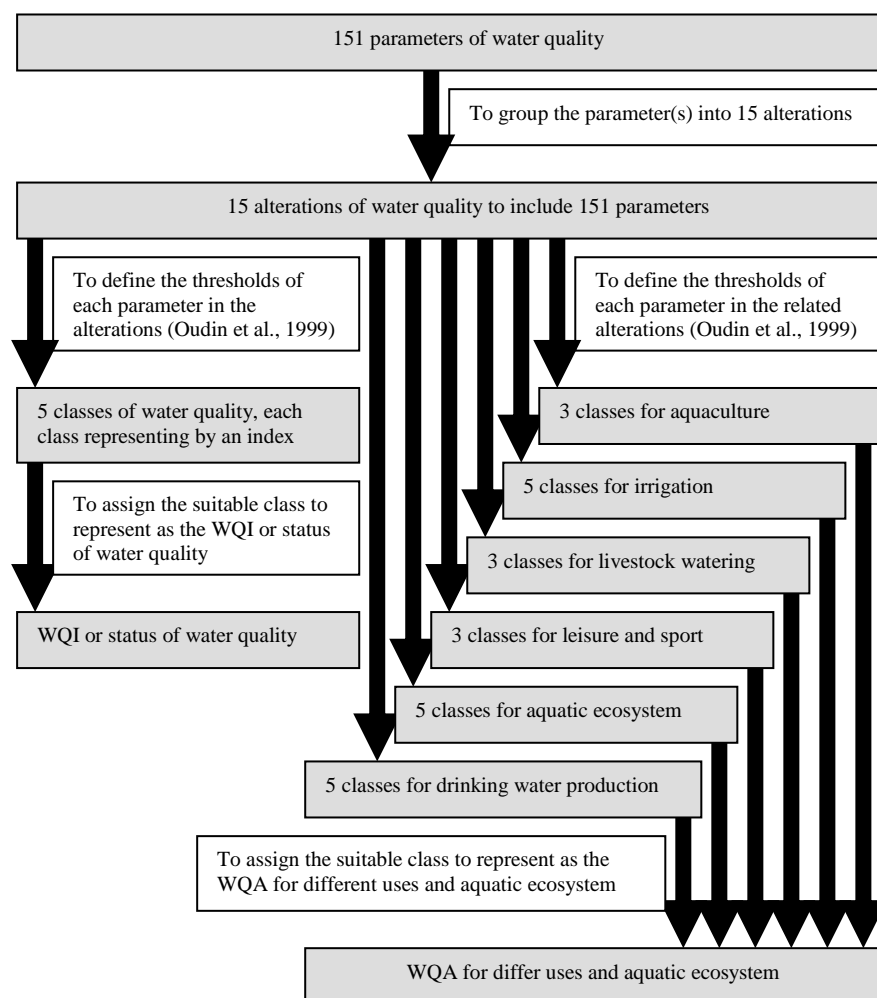 151 parameters of water quality
To group the parameter(s) into 15 alterations
15 alterations of water quality to include 151 parameters
To define the thresholds of
each parameter in the
alterations (Oudin et al., 1999)
To define the thresholds of
each parameter in the related
alterations (Oudin et al., 1999)
5 classes of water quality, each
class representing by an index
3 classes for aquaculture
5 classes for irrigation
To assign the suitable class to
represent as the WQI or status
of water quality
3 classes for livestock watering
WQI or status of water quality
3 classes for leisure and sport
5 classes for aquatic ecosystem
5 classes for drinking water production
To assign the suitable class to represent as the
WQA for different uses and aquatic ecosystem
WQA for differ uses and aquatic ecosystem